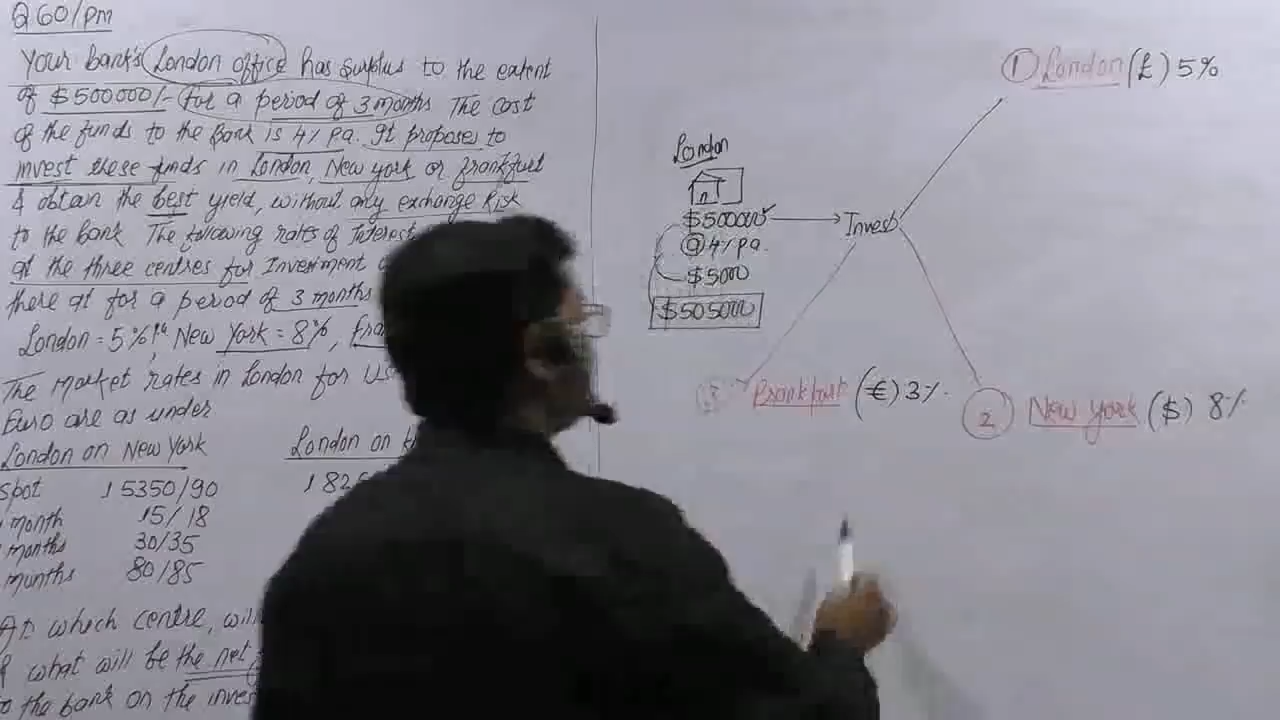 Q 60/pm
Your bank's London office has surplus to the extent
of $500000/- for a period of 3 months The cost
of the funds to the bank is 4% pa. It proposes to
invest these funds in London, New york or frankfurt
& obtain the best yield, without any exchange Risk
to the bank The following rates of Interest
at the three centres for Investment
there at for a period of 3 months
London = 5% pa, New York = 8%,
The market rates in London for
Euro are as under
London on New York
London on
spot 1 5350/90
1 826
month 15/18
months 30/35
months 80/85
At which centre,
& what will be the net
to the bank on the
London
$500000
@ 4% pa.
$5000
$505000
Invest
① London (£) 5%
2 New york ($) 8%
Frankfurt (€) 3%